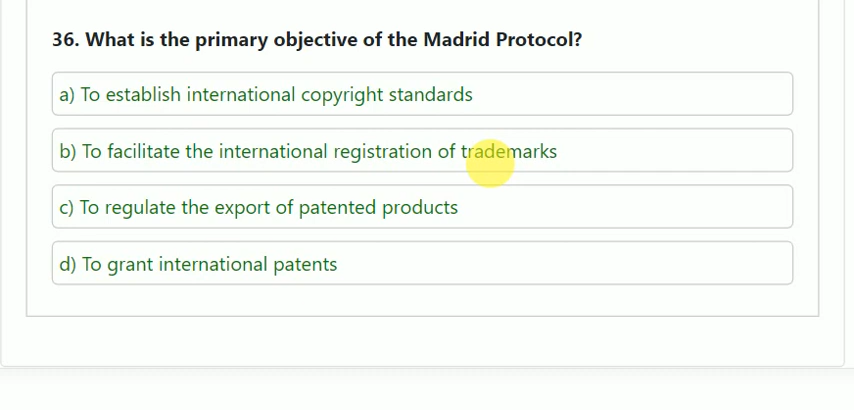 36. What is the primary objective of the Madrid Protocol?
a) To establish international copyright standards
b) To facilitate the international registration of trademarks
c) To regulate the export of patented products
d) To grant international patents